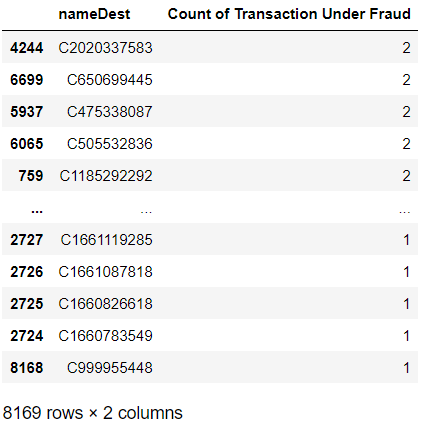 nameDest Count of Transaction Under Fraud
4244 C2020337583 2
6699 C650699445 2
5937 C475338087 2
6065 C505532836 2
759 C1185292292 2
... ... ...
2727 C1661119285 1
2726 C1661087818 1
2725 C1660826618 1
2724 C1660783549 1
8168 C999955448 1
8169 rows × 2 columns